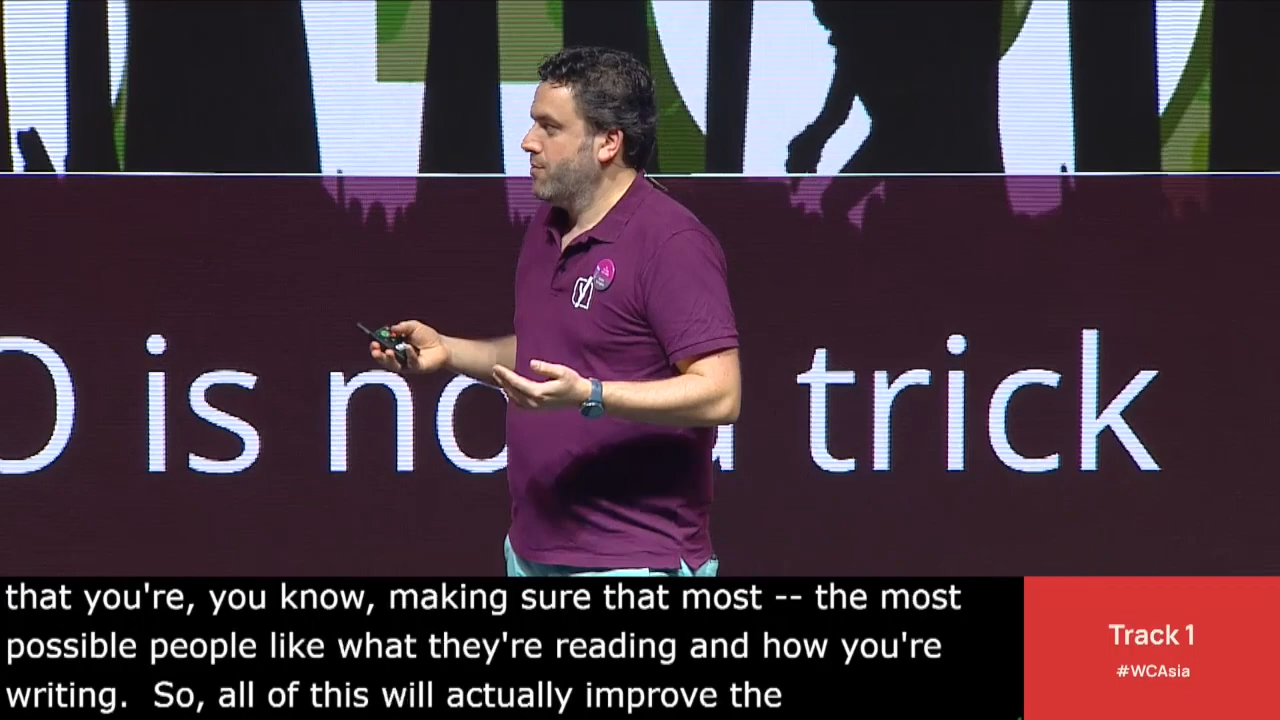 O is no a trick
that you're, you know, making sure that most -- the most
possible people like what they're reading and how you're
writing.  So, all of this will actually improve the
Track 1
#WCAsia